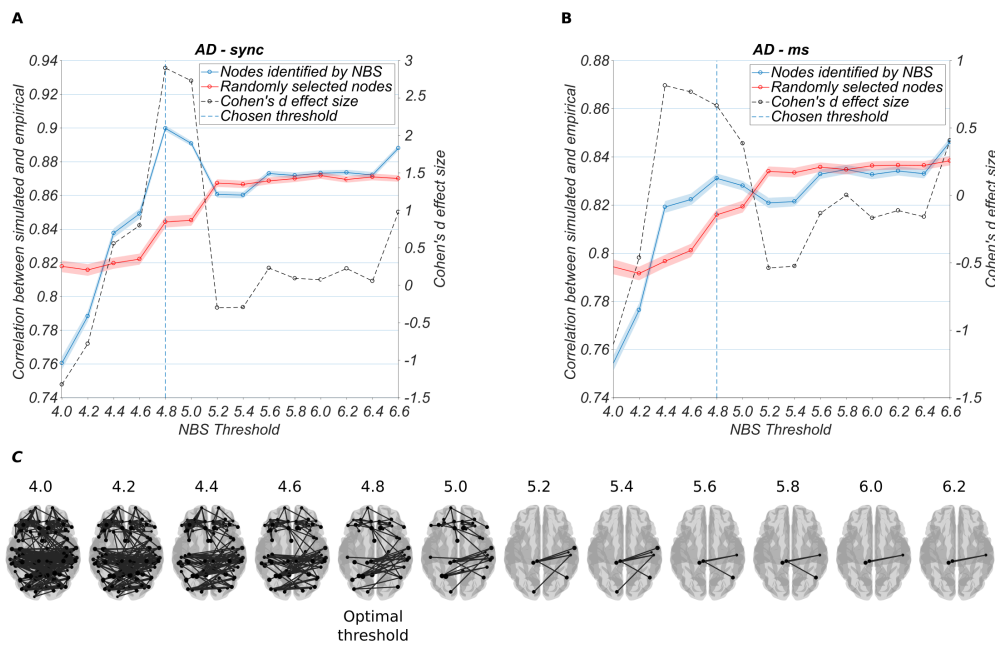 A
AD - sync
Correlation between simulated and empirical
0.94
0.92
0.9
0.88
0.86
0.84
0.82
0.8
0.78
0.76
0.74
Nodes identified by NBS
Randomly selected nodes
Cohen's d effect size
Chosen threshold
3
2.5
2
1.5
1
0.5
0
-0.5
-1
-1.5
Cohen's d effect size
4.0 4.2 4.4 4.6 4.8 5.0 5.2 5.4 5.6 5.8 6.0 6.2 6.4 6.6
NBS Threshold
B
AD - ms
Correlation between simulated and empirical
0.88
0.86
0.84
0.82
0.8
0.78
0.76
0.74
Nodes identified by NBS
Randomly selected nodes
Cohen's d effect size
Chosen threshold
1
0.5
0
-0.5
-1
-1.5
Cohen's d effect size
4.0 4.2 4.4 4.6 4.8 5.0 5.2 5.4 5.6 5.8 6.0 6.2 6.4 6.6
NBS Threshold
C
4.0 4.2 4.4 4.6 4.8 5.0 5.2 5.4 5.6 5.8 6.0 6.2
Optimal
threshold